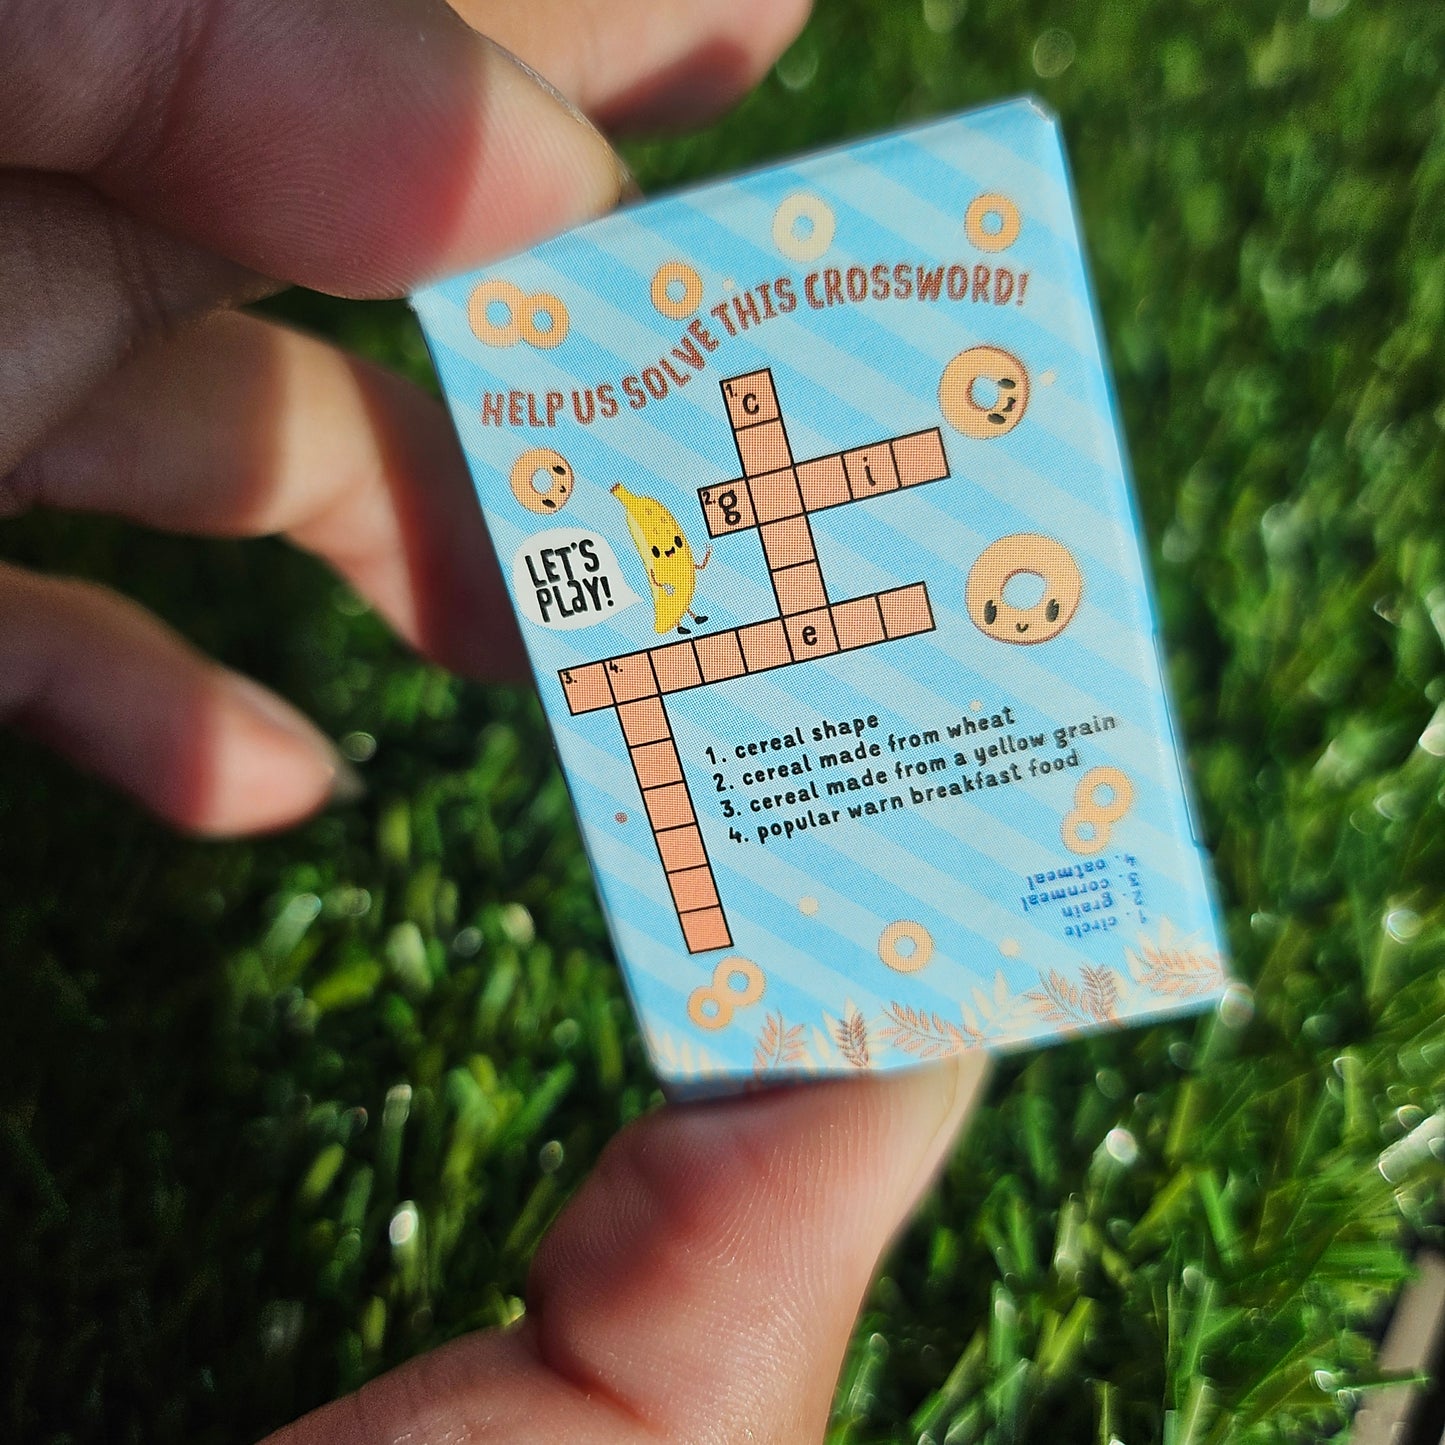 HELP US SOLVE THIS CROSSWORD!
1. c
2. g i
LET'S
PLaY!
3. 4. e
1. cereal shape
2. cereal made from wheat
3. cereal made from a yellow grain
4. popular warn breakfast food
1. circle
2. grain
3. cornmeal
4. oatmeal